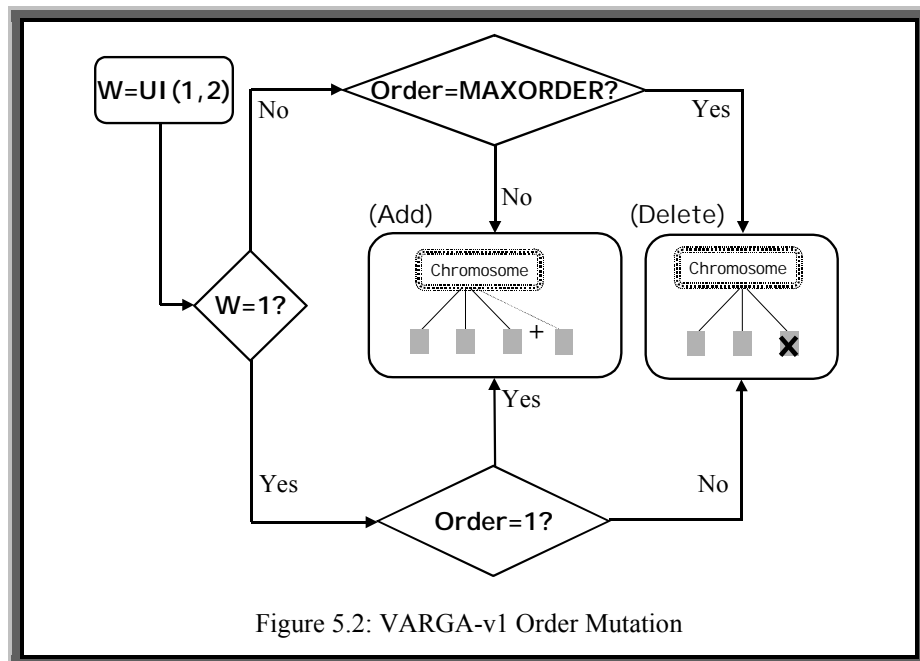 W=UI(1,2)
No
Order=MAXORDER?
Yes
No
(Add)
(Delete)
Chromosome
Chromosome
W=1?
+
Yes
Yes
No
Order=1?
Figure 5.2: VARGA-v1 Order Mutation